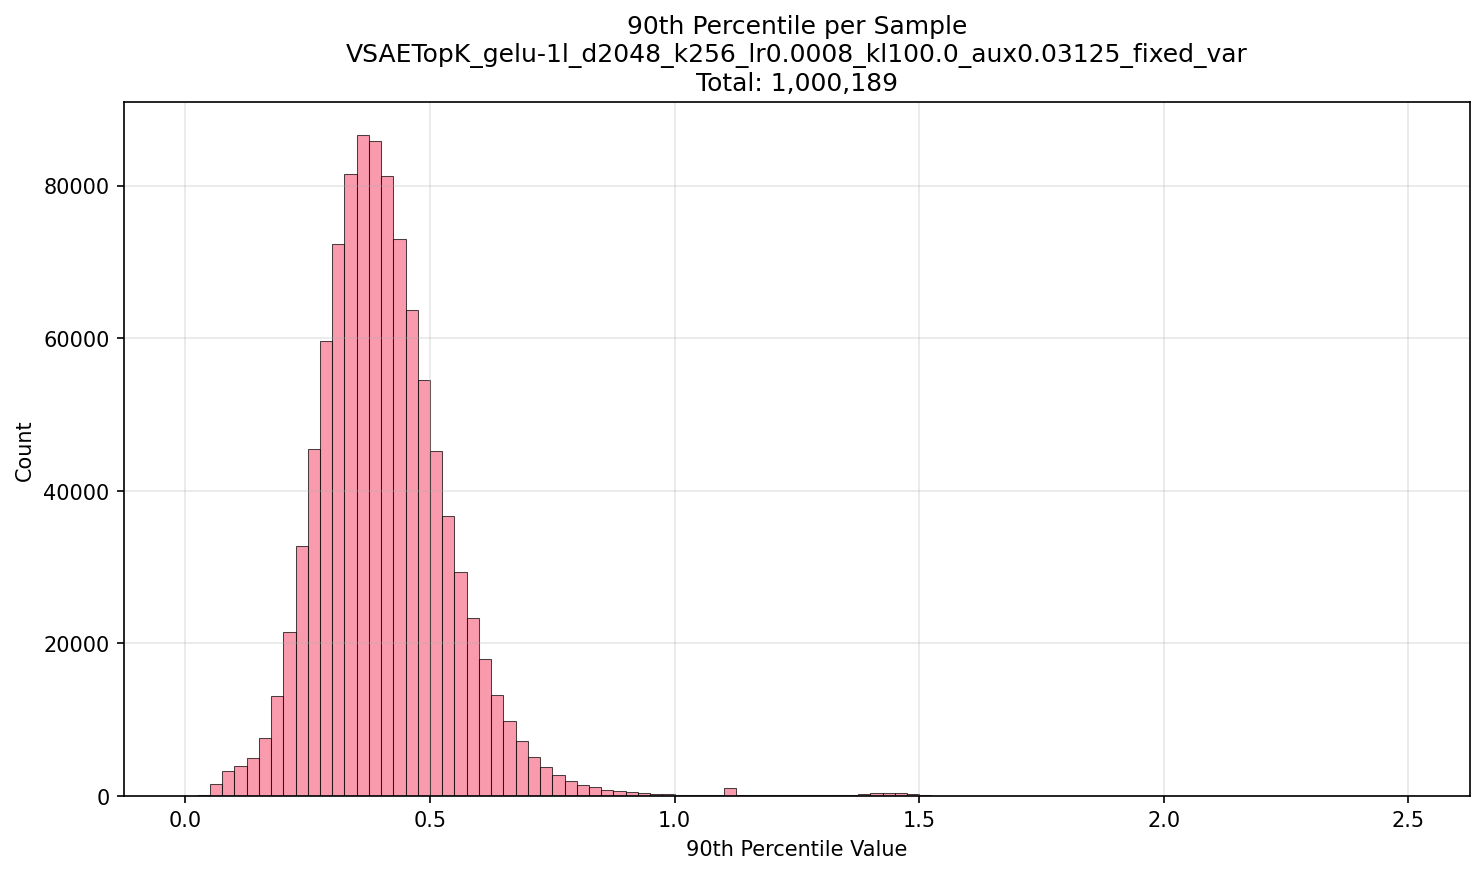 90th Percentile per Sample
VSAETopK_gelu-1l_d2048_k256_lr0.0008_kl100.0_aux0.03125_fixed_var
Total: 1,000,189
80000
60000
40000
20000
0
Count
0.0 0.5 1.0 1.5 2.0 2.5
90th Percentile Value